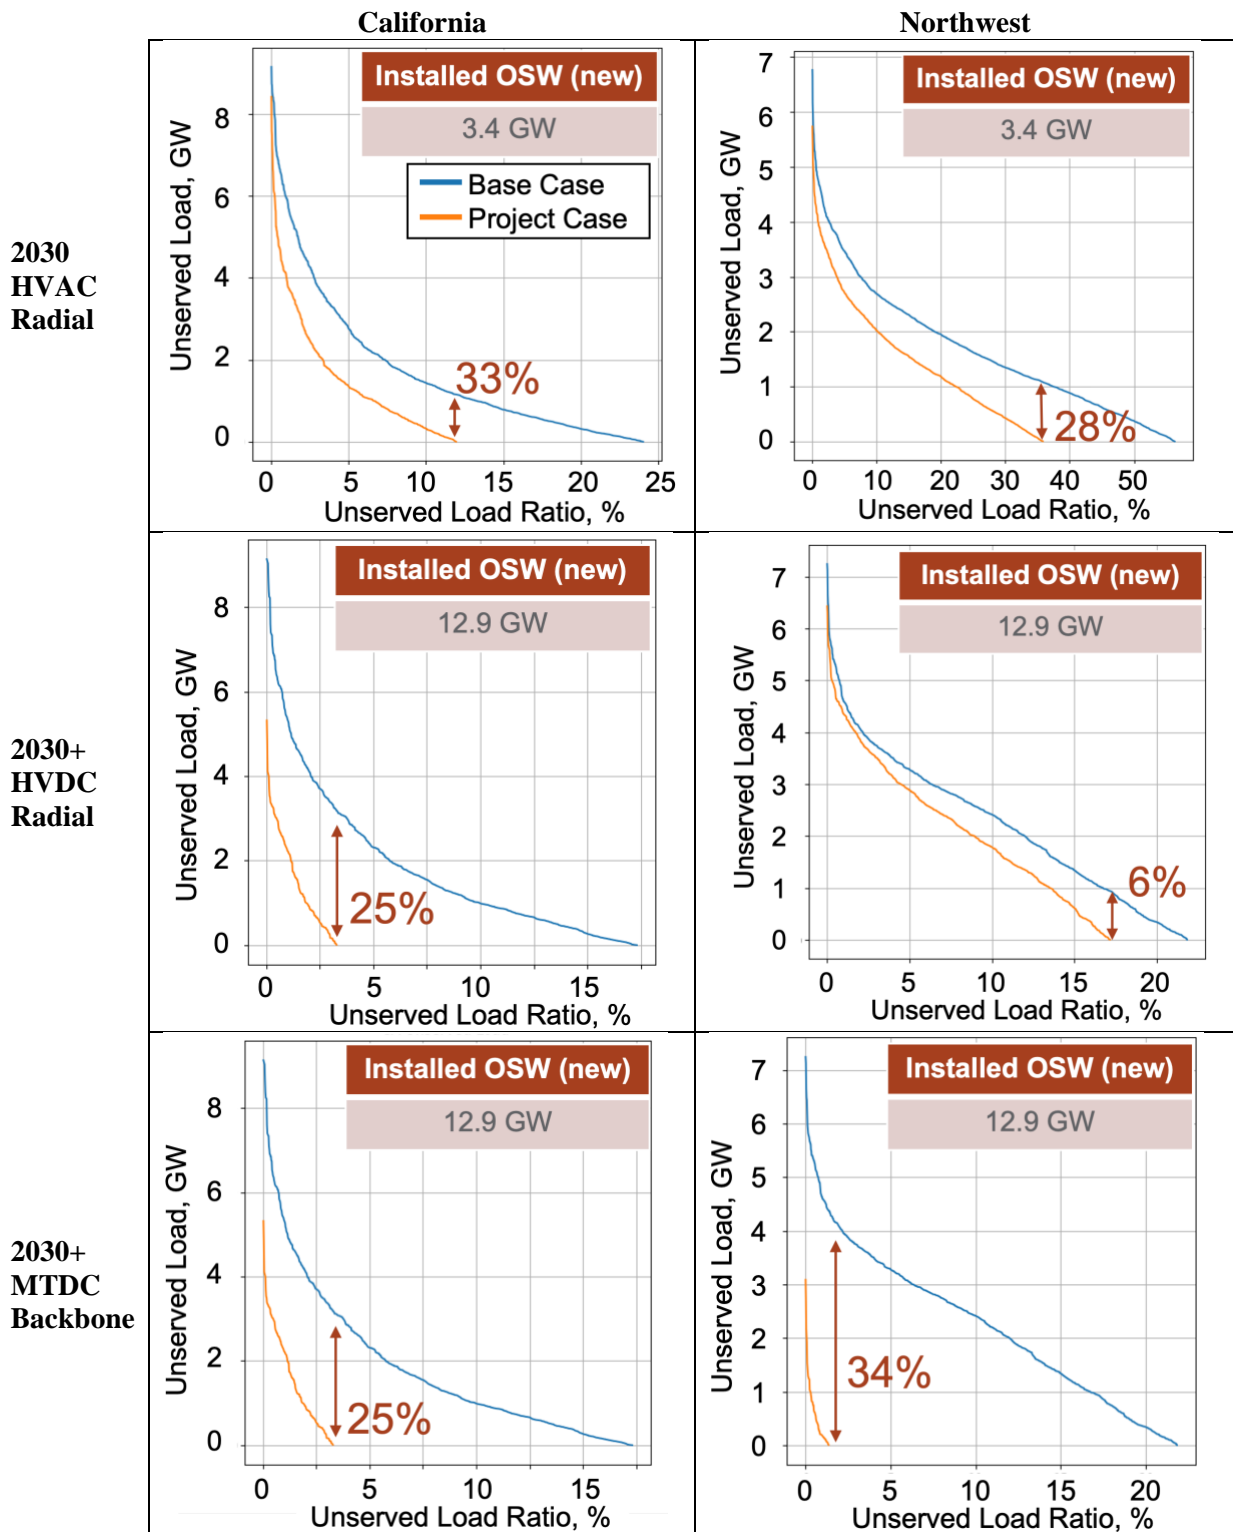 California
Northwest
2030
HVAC
Radial
Installed OSW (new)
3.4 GW
Base Case
Project Case
Unserved Load, GW
8
6
4
2
0
33%
0 5 10 15 20 25
Unserved Load Ratio, %
Installed OSW (new)
3.4 GW
Unserved Load, GW
7
6
5
4
3
2
1
0
28%
0 10 20 30 40 50
Unserved Load Ratio, %
2030+
HVDC
Radial
Installed OSW (new)
12.9 GW
Unserved Load, GW
8
6
4
2
0
25%
0 5 10 15
Unserved Load Ratio, %
Installed OSW (new)
12.9 GW
Unserved Load, GW
7
6
5
4
3
2
1
0
6%
0 5 10 15 20
Unserved Load Ratio, %
2030+
MTDC
Backbone
Installed OSW (new)
12.9 GW
Unserved Load, GW
8
6
4
2
0
25%
0 5 10 15
Unserved Load Ratio, %
Installed OSW (new)
12.9 GW
Unserved Load, GW
7
6
5
4
3
2
1
0
34%
0 5 10 15 20
Unserved Load Ratio, %